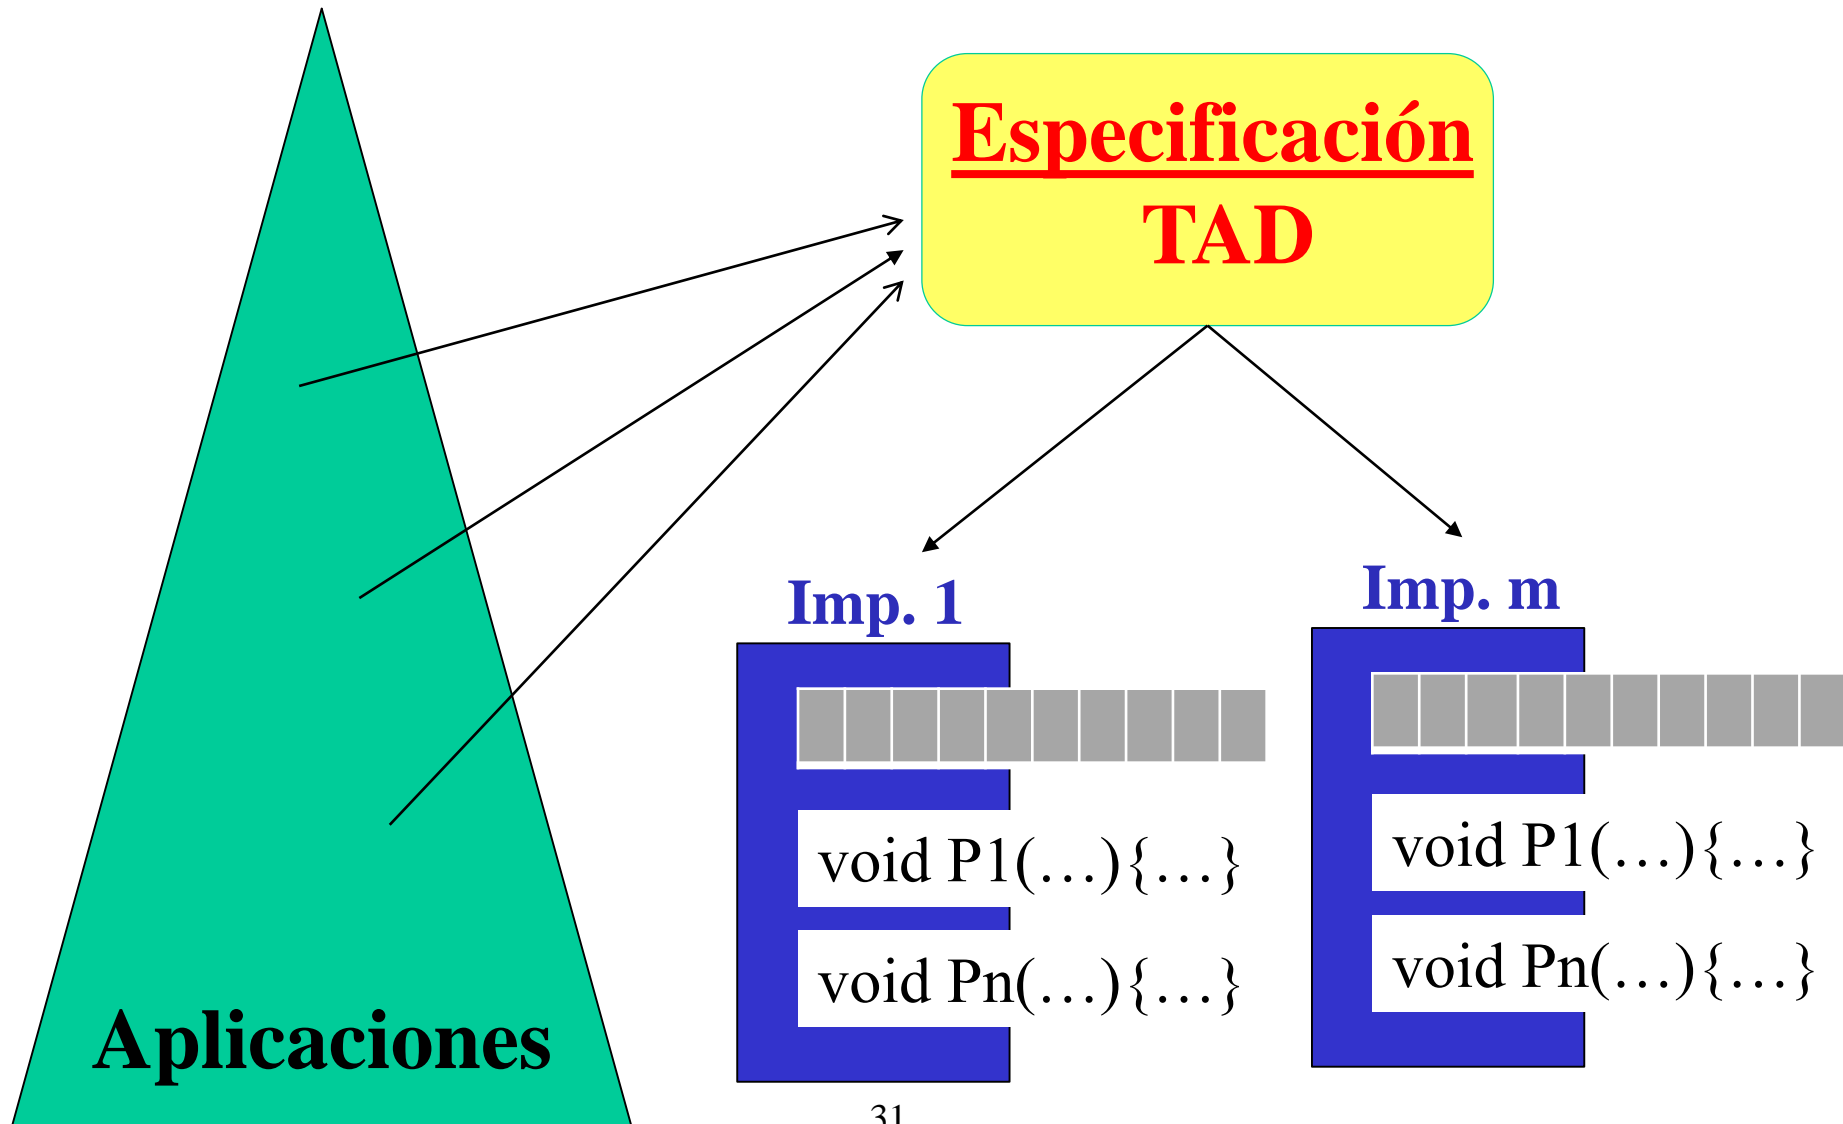 Especificación
TAD
Imp. 1
Imp. m
void P1(…){…}
void Pn(…){…}
void P1(…){…}
void Pn(…){…}
Aplicaciones
31